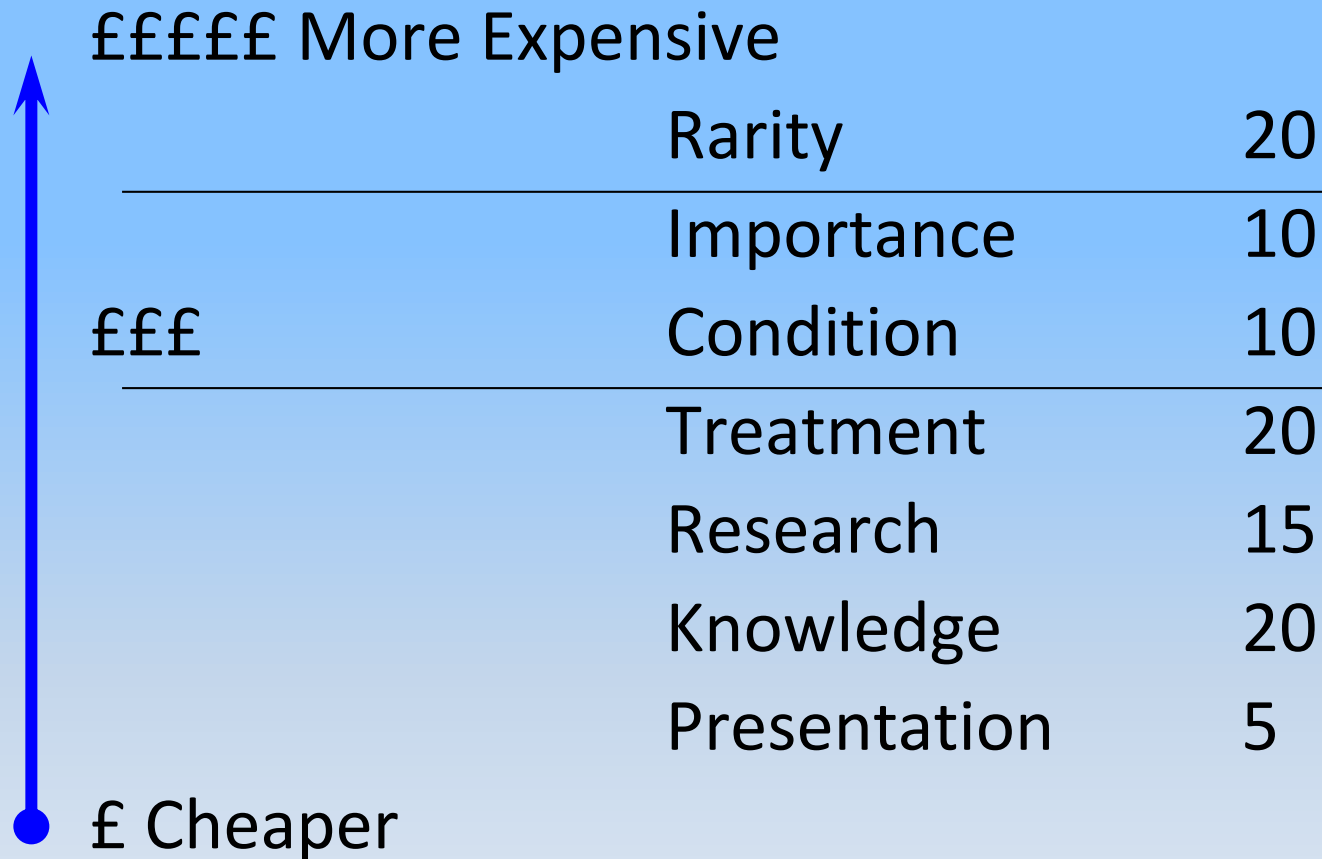 £££££ More Expensive
Rarity 20
Importance 10
£££ Condition 10
Treatment 20
Research 15
Knowledge 20
Presentation 5
£ Cheaper